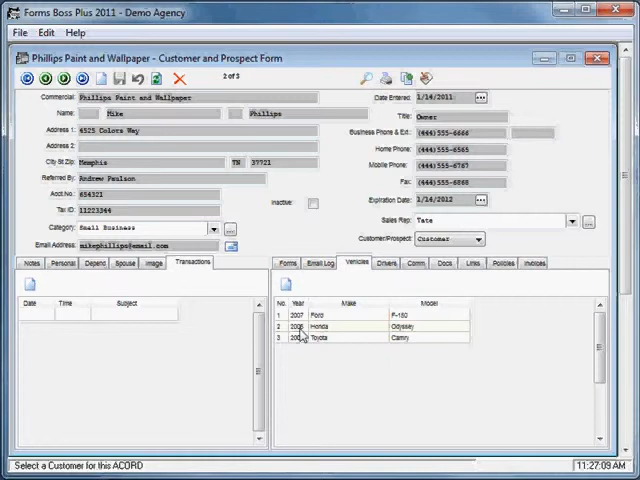 Forms Boss Plus 2011 - Demo Agency
File Edit Help
Phillips Paint and Wallpaper - Customer and Prospect Form
2 of 3
Commercial: Phillips Paint and Wallpaper
Date Entered: 1/14/2011
Name: Mike Phillips
Title: Owner
Address 1: 6525 Colors Way
Business Phone & Ext.: (444)555-6666
Address 2:
Home Phone: (444)555-6565
City St Zip: Memphis TN 37721
Mobile Phone: (444)555-6767
Referred By: Andrew Paulson
Fax: (444)555-6868
Acct.No.: 654321
Inactive:
Expiration Date: 1/14/2012
Tax ID: 11223344
Sales Rep: Tate
Category: Small Business
Customer/Prospect: Customer
Email Address: mikephillips@email.com
Notes Personal Depend Spouse Image Transactions
Forms Email Log Vehicles Drivers Comm Docs Links Policies Invoices
Date Time Subject
No. Year Make Model
1 2007 Ford F-150
2 Honda Odyssey
3 Toyota Camry
Select a Customer for this ACORD
11:27:09 AM